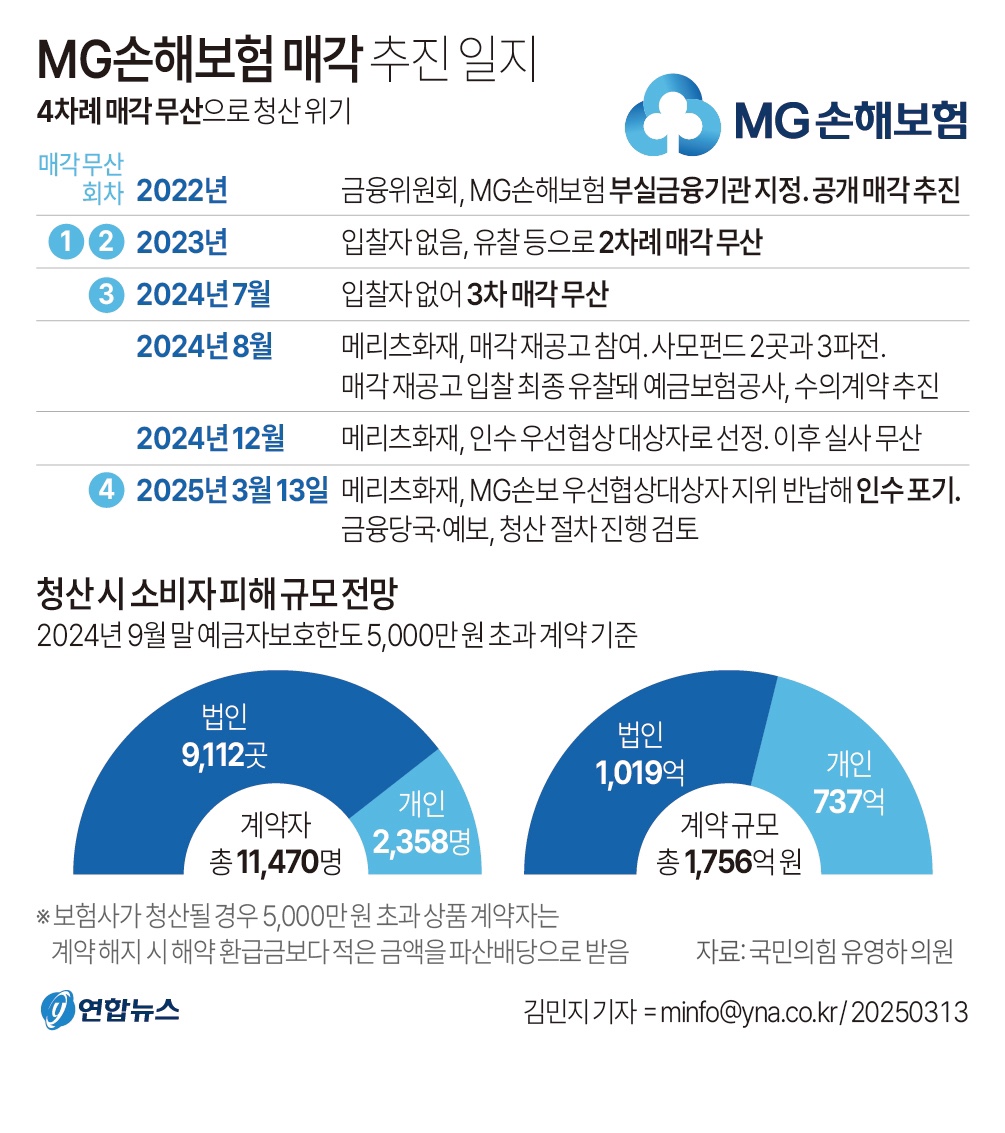 MG손해보험 매각 추진 일지
4차례 매각 무산으로 청산 위기
MG 손해보험
매각 무산
회차
2022년 금융위원회, MG손해보험 부실금융기관 지정. 공개 매각 추진
1 2 2023년 입찰자 없음, 유찰 등으로 2차례 매각 무산
3 2024년 7월 입찰자 없어 3차 매각 무산
2024년 8월 메리츠화재, 매각 재공고 참여. 사모펀드 2곳과 3파전.
매각 재공고 입찰 최종 유찰돼 예금보험공사, 수의계약 추진
2024년 12월 메리츠화재, 인수 우선협상 대상자로 선정. 이후 실사 무산
4 2025년 3월 13일 메리츠화재, MG손보 우선협상대상자 지위 반납해 인수 포기.
금융당국·예보, 청산 절차 진행 검토
청산 시 소비자 피해 규모 전망
2024년 9월 말 예금자보호한도 5,000만 원 초과 계약 기준
법인
9,112곳
개인
2,358명
계약자
총 11,470명
법인
1,019억
개인
737억
계약 규모
총 1,756억 원
※ 보험사가 청산될 경우 5,000만 원 초과 상품 계약자는
계약 해지 시 해약 환급금보다 적은 금액을 파산배당으로 받음
자료: 국민의힘 유영하 의원
y 연합뉴스
김민지 기자 = minfo@yna.co.kr / 20250313